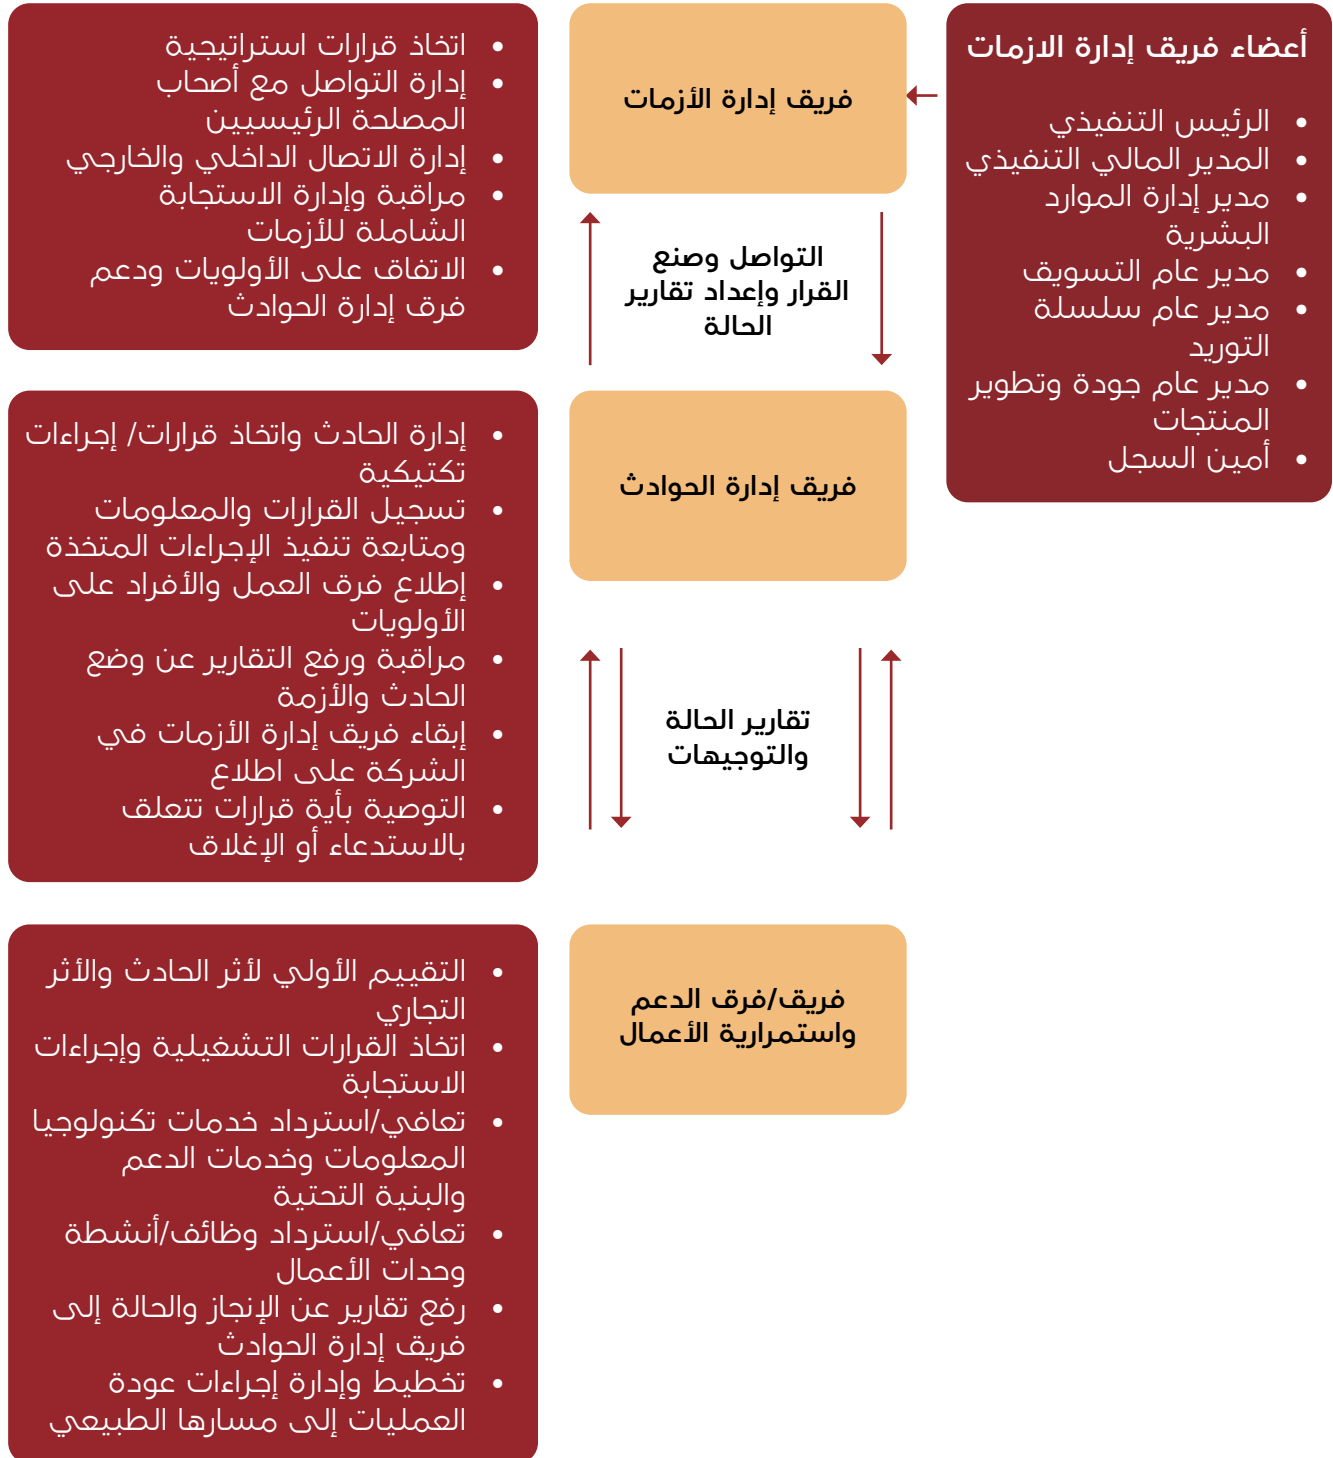 أعضاء فريق إدارة الازمات
• الرئيس التنفيذي
• المدير المالي التنفيذي
• مدير إدارة الموارد
البشرية
• مدير عام التسويق
• مدير عام سلسلة
التوريد
• مدير عام جودة وتطوير
المنتجات
• أمين السجل
فريق إدارة الأزمات
• اتخاذ قرارات استراتيجية
• إدارة التواصل مع أصحاب
المصلحة الرئيسيين
• إدارة الاتصال الداخلي والخارجي
• مراقبة وإدارة الاستجابة
الشاملة للأزمات
• الاتفاق على الأولويات ودعم
فرق إدارة الحوادث
التواصل وصنع
القرار وإعداد تقارير
الحالة
فريق إدارة الحوادث
• إدارة الحادث واتخاذ قرارات/ إجراءات
تكتيكية
• تسجيل القرارات والمعلومات
ومتابعة تنفيذ الإجراءات المتخذة
• إطلاع فرق العمل والأفراد على
الأولويات
• مراقبة ورفع التقارير عن وضع
الحادث والأزمة
• إبقاء فريق إدارة الأزمات في
الشركة على اطلاع
• التوصية بأية قرارات تتعلق
بالاستدعاء أو الإغلاق
تقارير الحالة
والتوجيهات
فريق/فرق الدعم
واستمرارية الأعمال
• التقييم الأولي لأثر الحادث والأثر
التجاري
• اتخاذ القرارات التشغيلية وإجراءات
الاستجابة
• تعافي/استرداد خدمات تكنولوجيا
المعلومات وخدمات الدعم
والبنية التحتية
• تعافي/استرداد وظائف/أنشطة
وحدات الأعمال
• رفع تقارير عن الإنجاز والحالة إلى
فريق إدارة الحوادث
• تخطيط وإدارة إجراءات عودة
العمليات إلى مسارها الطبيعي